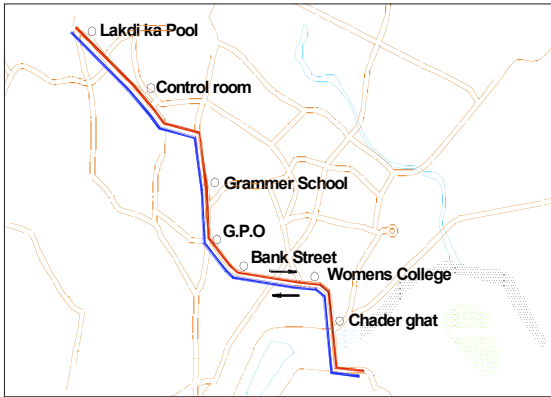 Lakdi ka Pool
Control room
Grammer School
G.P.O
Bank Street
Womens College
Chader ghat